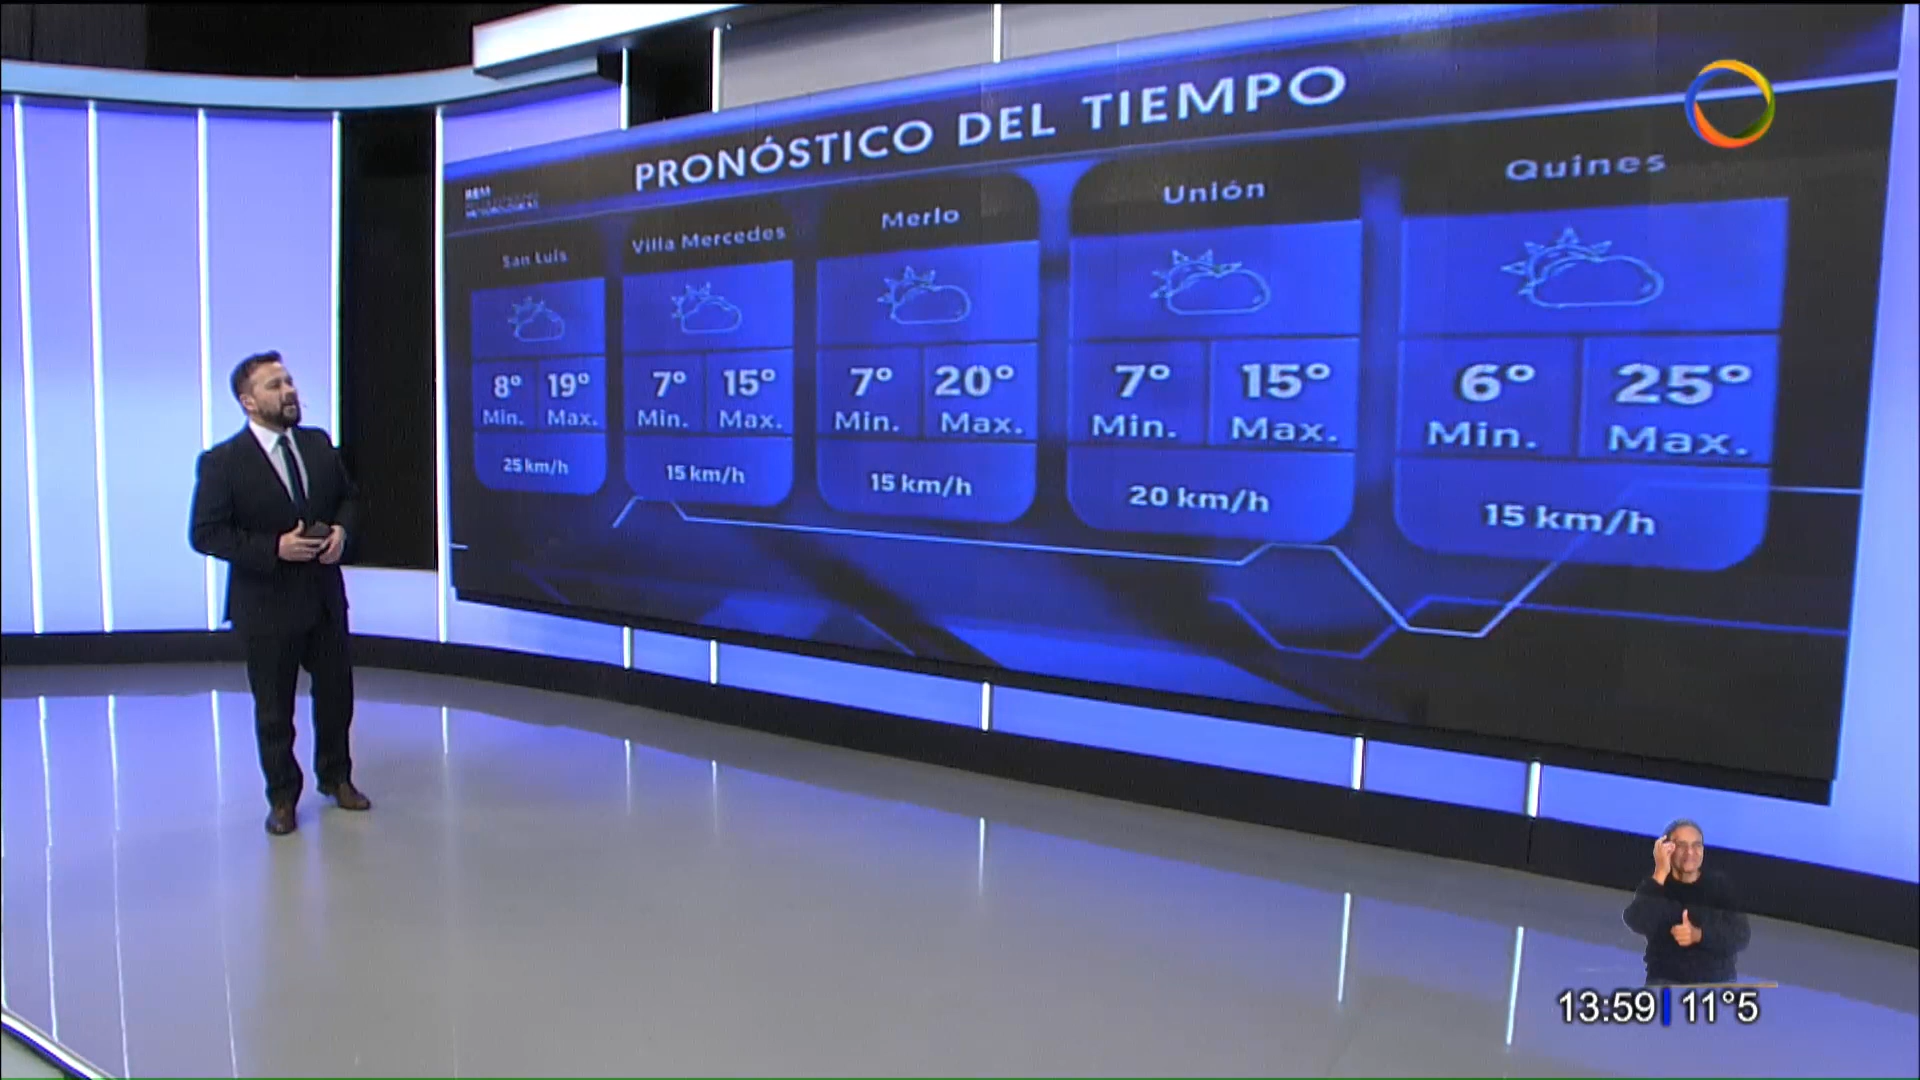 PRONÓSTICO DEL TIEMPO
San Luis
8° 19°
Min. Max.
25 km/h
Villa Mercedes
7° 15°
Min. Max.
15 km/h
Merlo
7° 20°
Min. Max.
15 km/h
Unión
7° 15°
Min. Max.
20 km/h
Quines
6° 25°
Min. Max.
15 km/h
13:59 11°5